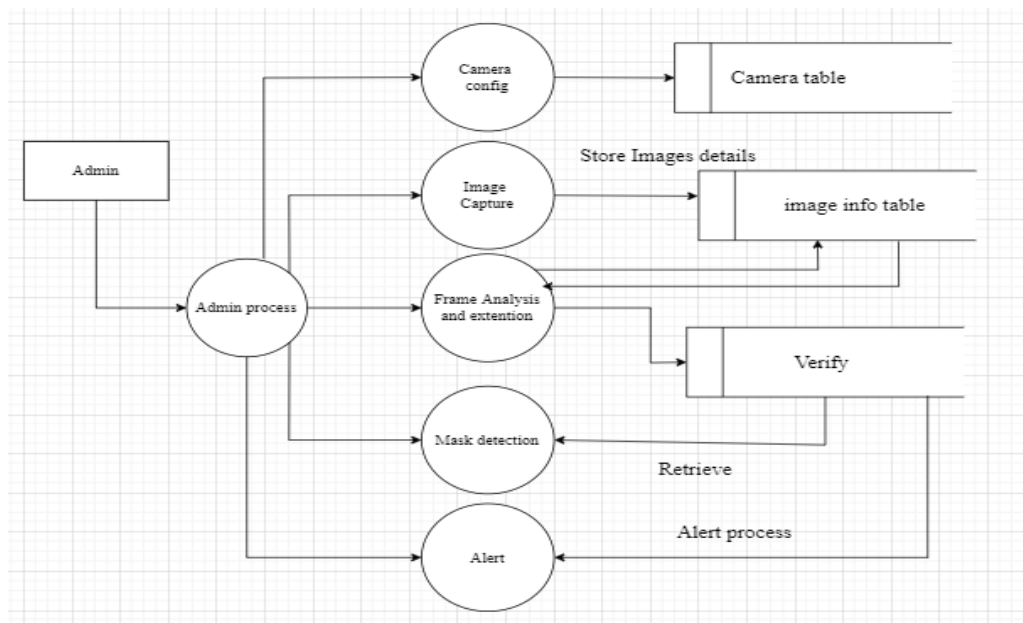 Camera
config
Camera table
Store Images details
Admin
Image
Capture
image info table
Admin process
Frame Analysis
and extention
Verify
Mask detection
Retrieve
Alert process
Alert